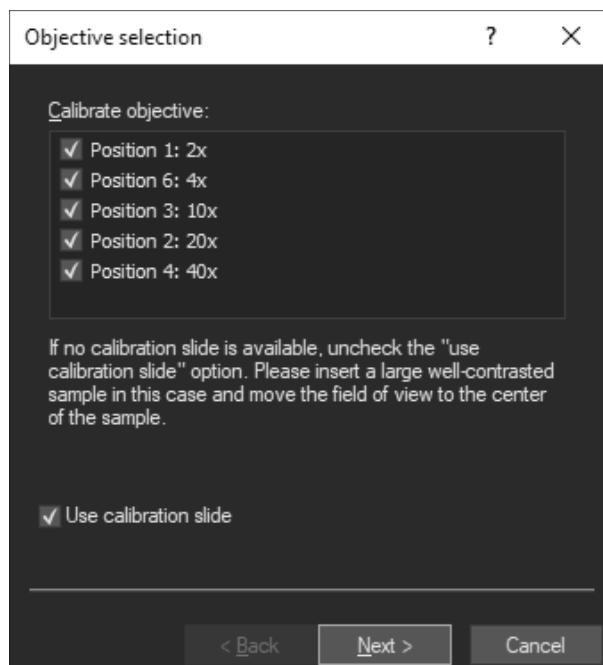 Objective selection ?
Calibrate objective:
Position 1: 2x
Position 6: 4x
Position 3: 10x
Position 2: 20x
Position 4: 40x
If no calibration slide is available, uncheck the "use
calibration slide" option. Please insert a large well-contrasted
sample in this case and move the field of view to the center
of the sample.
Use calibration slide
< Back Next > Cancel